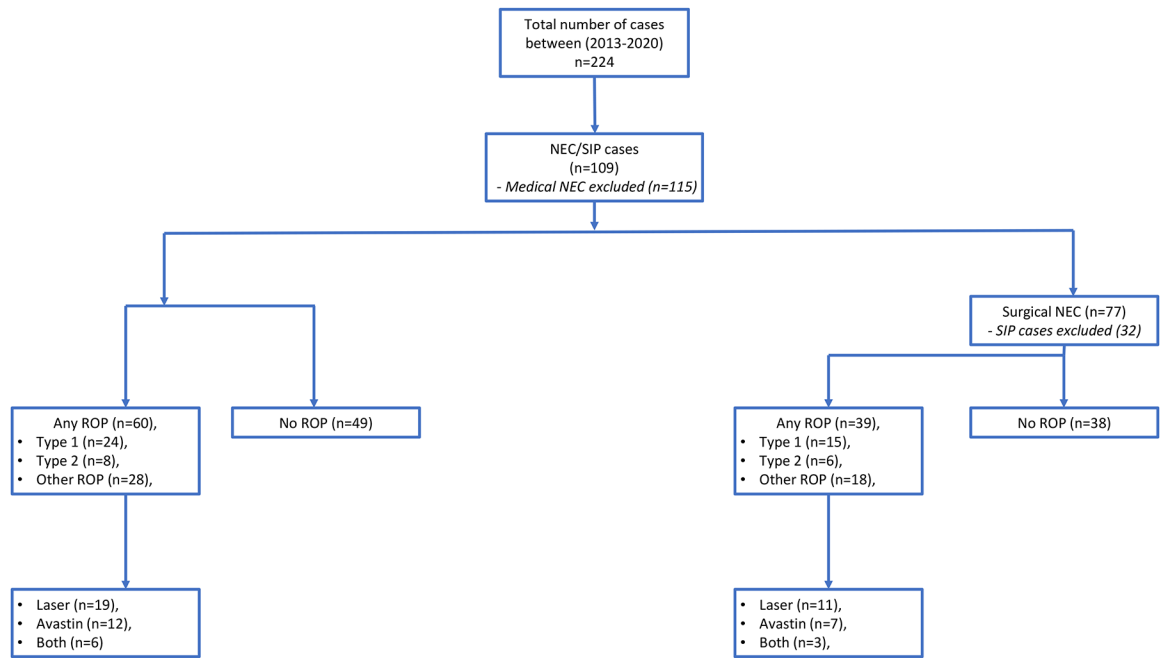 Total number of cases
between (2013-2020)
n=224
NEC/SIP cases
(n=109)
- Medical NEC excluded (n=115)
Surgical NEC (n=77)
- SIP cases excluded (32)
Any ROP (n=60),
• Type 1 (n=24),
• Type 2 (n=8),
• Other ROP (n=28),
No ROP (n=49)
Any ROP (n=39),
• Type 1 (n=15),
• Type 2 (n=6),
• Other ROP (n=18),
No ROP (n=38)
• Laser (n=19),
• Avastin (n=12),
• Both (n=6)
• Laser (n=11),
• Avastin (n=7),
• Both (n=3),